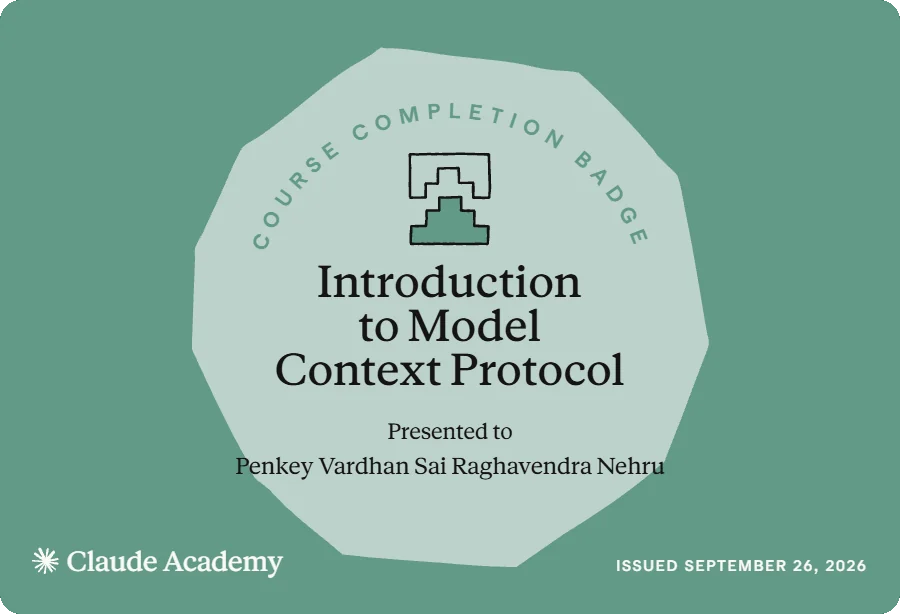 COURSE COMPLETION BADGE
Introduction
to Model
Context Protocol
Presented to
Penkey Vardhan Sai Raghavendra Nehru
Claude Academy
ISSUED SEPTEMBER 26, 2026